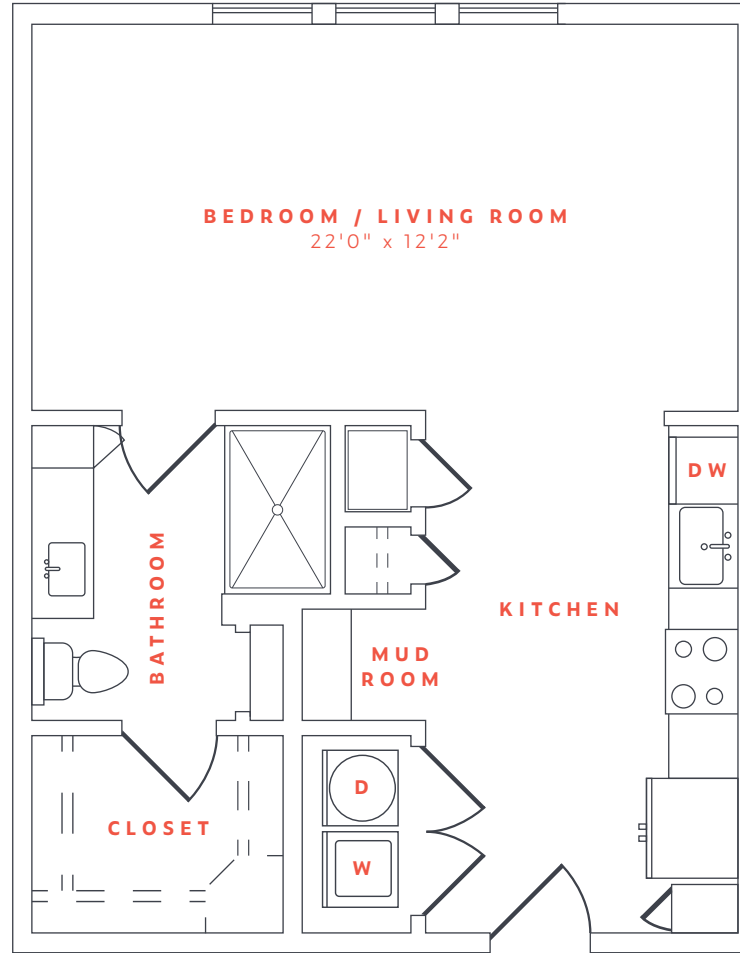 BEDROOM / LIVING ROOM
22'0" x 12'2"
DW
BATHROOM
KITCHEN
MUD
ROOM
D
CLOSET
W